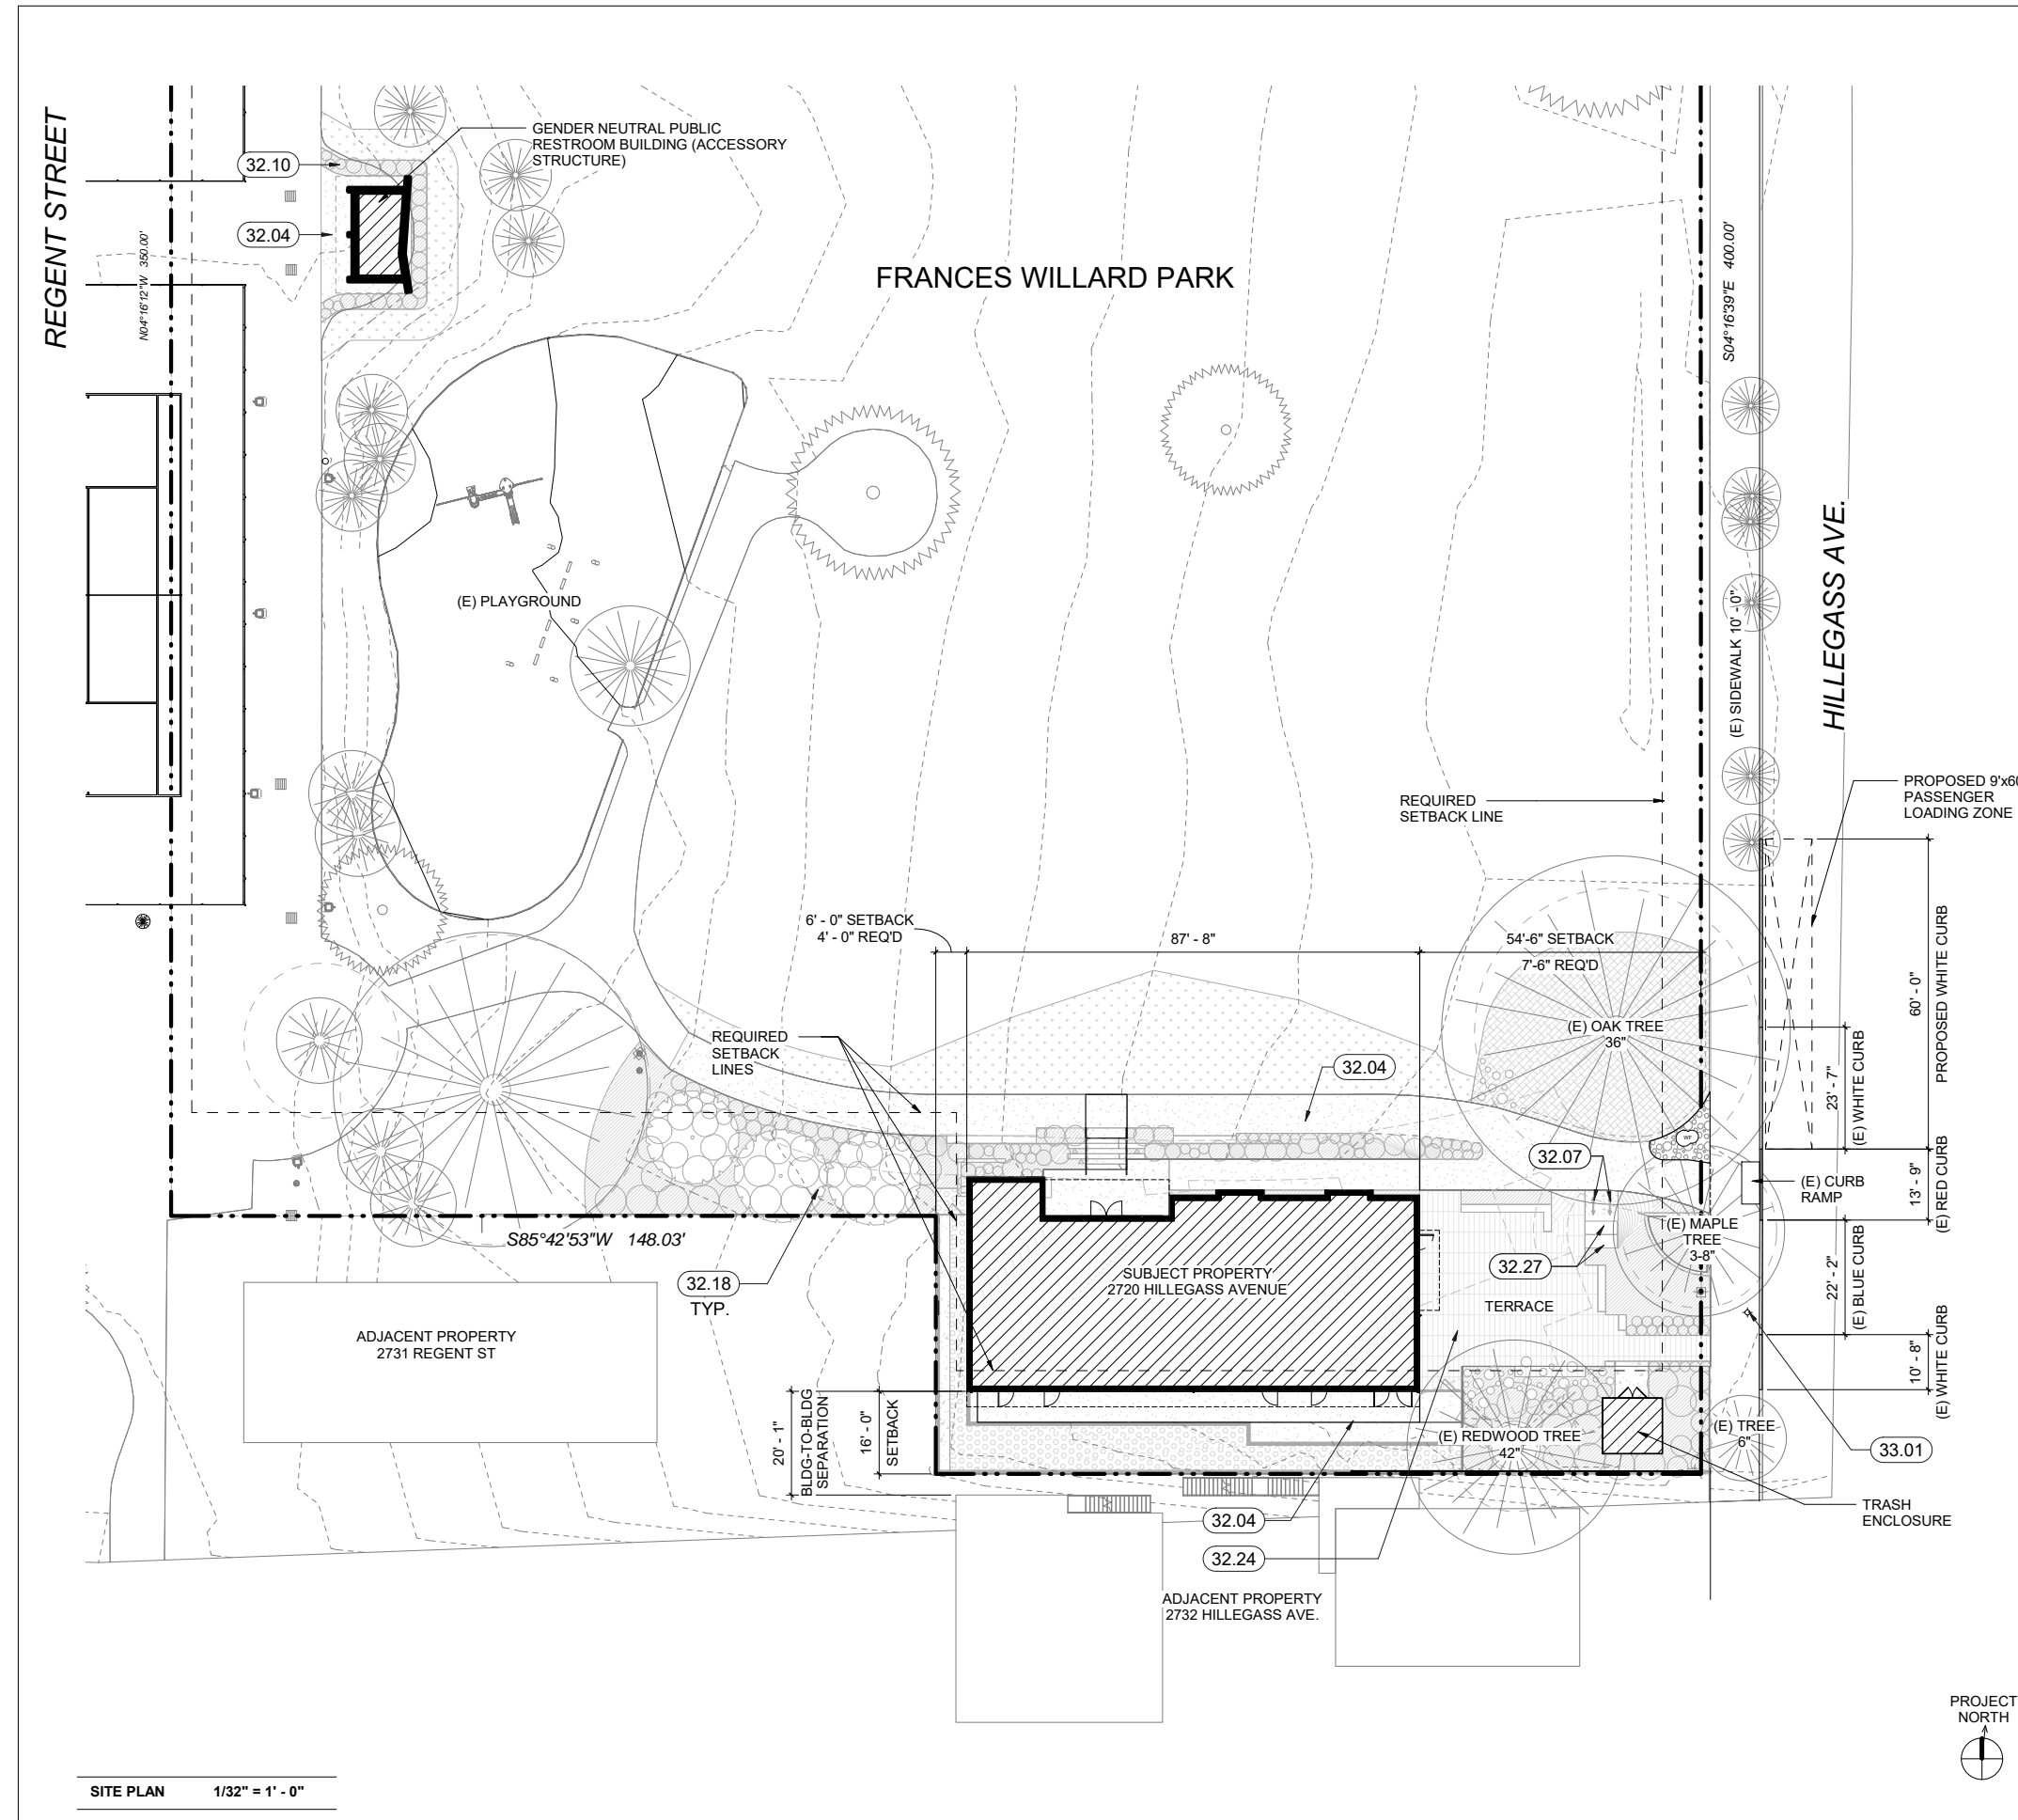 REGENT STREET
N04°16'12"W 350.00'
32.10
32.04
GENDER NEUTRAL PUBLIC
RESTROOM BUILDING (ACCESSORY
STRUCTURE)
FRANCES WILLARD PARK
S04°16'39"E 400.00'
(E) SIDEWALK 10' - 0"
HILLEGASS AVE.
(E) PLAYGROUND
REQUIRED
SETBACK LINE
PROPOSED 9'x60
PASSENGER
LOADING ZONE
6' - 0" SETBACK
4' - 0" REQ'D
87' - 8"
54'-6" SETBACK
7'-6" REQ'D
60' - 0"
PROPOSED WHITE CURB
(E) OAK TREE
36"
23' - 7"
(E) WHITE CURB
REQUIRED
SETBACK
LINES
32.04
32.07
WF
(E) CURB
RAMP
13' - 9"
(E) RED CURB
(E) MAPLE
TREE
3-8"
S85°42'53"W 148.03'
32.18
TYP.
SUBJECT PROPERTY
2720 HILLEGASS AVENUE
32.27
TERRACE
22' - 2"
(E) BLUE CURB
ADJACENT PROPERTY
2731 REGENT ST
10' - 8"
(E) WHITE CURB
20' - 1"
BLDG-TO-BLDG
SEPARATION
16' - 0"
SETBACK
(E) REDWOOD TREE
42"
(E) TREE
6"
33.01
TRASH
ENCLOSURE
32.04
32.24
ADJACENT PROPERTY
2732 HILLEGASS AVE.
PROJECT
NORTH
SITE PLAN 1/32" = 1' - 0"